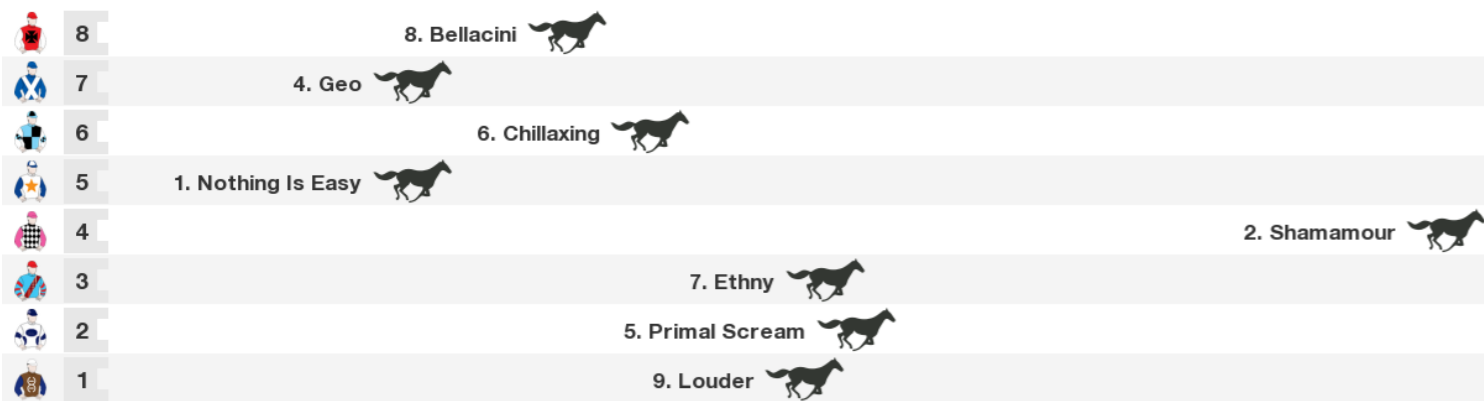 8 8. Bellacini
7 4. Geo
6 6. Chillaxing
5 1. Nothing Is Easy
4 2. Shamamour
3 7. Ethny
2 5. Primal Scream
1 9. Louder